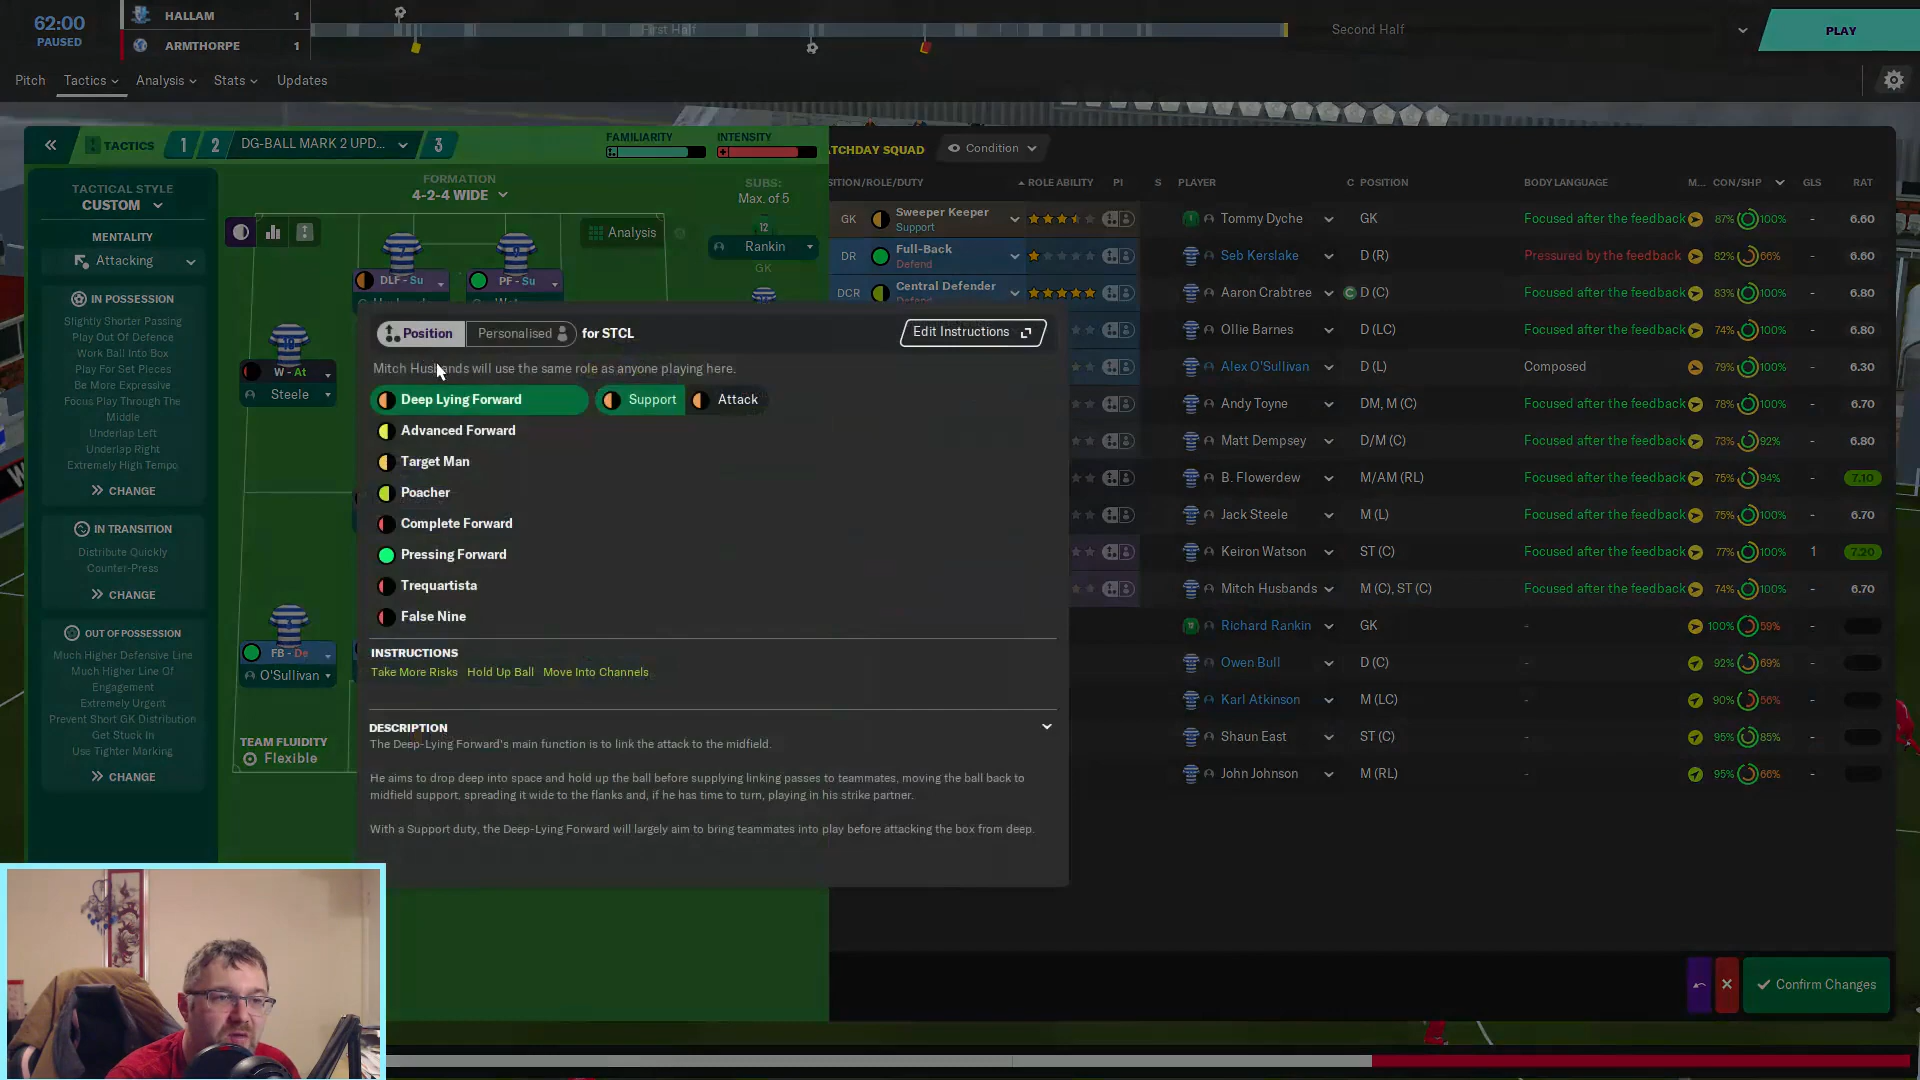 62:00
PAUSED
HALLAM 1
ARMTHORPE 1
First Half
Second Half
PLAY
Pitch Tactics Analysis Stats Updates
TACTICS 1 2 DG-BALL MARK 2 UPD... 3
FAMILIARITY
INTENSITY
TACTICAL STYLE
CUSTOM
MENTALITY
Attacking
IN POSSESSION
Slightly Shorter Passing
Play Out Of Defence
Work Ball Into Box
Play For Set Pieces
Be More Expressive
Focus Play Through The
Middle
Underlap Left
Underlap Right
Extremely High Tempo
CHANGE
IN TRANSITION
Distribute Quickly
Counter-Press
CHANGE
OUT OF POSSESSION
Much Higher Defensive Line
Much Higher Line Of
Engagement
Extremely Urgent
Prevent Short GK Distribution
Get Stuck In
Use Tighter Marking
CHANGE
FORMATION
4-2-4 WIDE
SUBS:
Max. of 5
Analysis
12
Rankin
GK
DLF - Su
PF - Su
W - At
Steele
FB - De
O'Sullivan
TEAM FLUIDITY
Flexible
Position Personalised for STCL
Edit Instructions
Mitch Husbands will use the same role as anyone playing here.
Deep Lying Forward Support Attack
Advanced Forward
Target Man
Poacher
Complete Forward
Pressing Forward
Trequartista
False Nine
INSTRUCTIONS
Take More Risks Hold Up Ball Move Into Channels
DESCRIPTION
The Deep-Lying Forward's main function is to link the attack to the midfield.
He aims to drop deep into space and hold up the ball before supplying linking passes to teammates, moving the ball back to
midfield support, spreading it wide to the flanks and, if he has time to turn, playing in his strike partner.
With a Support duty, the Deep-Lying Forward will largely aim to bring teammates into play before attacking the box from deep.
TCHDAY SQUAD Condition
SITION/ROLE/DUTY ROLE ABILITY PI S PLAYER C POSITION BODY LANGUAGE M... CON/SHP GLS RAT
GK Sweeper Keeper Support Tommy Dyche GK Focused after the feedback 87% 100% - 6.60
DR Full-Back Defend Seb Kerslake D (R) Pressured by the feedback 82% 66% - 6.60
DCR Central Defender Defend Aaron Crabtree C D (C) Focused after the feedback 83% 100% - 6.80
Ollie Barnes D (LC) Focused after the feedback 74% 100% - 6.80
Alex O'Sullivan D (L) Composed 79% 100% - 6.30
Andy Toyne DM, M (C) Focused after the feedback 78% 100% - 6.70
Matt Dempsey D/M (C) Focused after the feedback 73% 92% - 6.80
B. Flowerdew M/AM (RL) Focused after the feedback 75% 94% - 7.10
Jack Steele M (L) Focused after the feedback 75% 100% - 6.70
Keiron Watson ST (C) Focused after the feedback 77% 100% 1 7.20
Mitch Husbands M (C), ST (C) Focused after the feedback 74% 100% - 6.70
Richard Rankin GK - 100% 59% -
Owen Bull D (C) - 92% 69% -
Karl Atkinson M (LC) - 90% 56% -
Shaun East ST (C) - 95% 85% -
John Johnson M (RL) - 95% 66% -
Confirm Changes